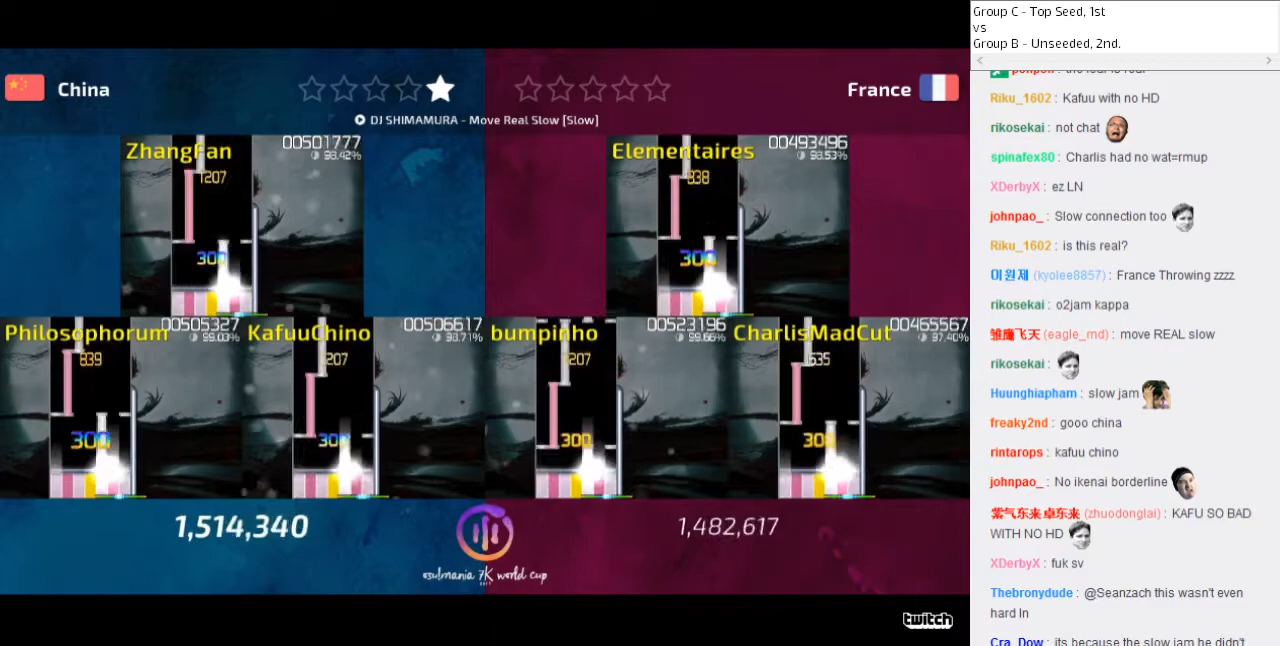 Group C - Top Seed, 1st
vs
Group B - Unseeded, 2nd.
China
France
DJ SHIMAMURA - Move Real Slow [Slow]
ZhangFan
00501777
98.42%
1207
300
Elementaires
00493496
98.53%
838
300
Philosophorum
00505327
99.03%
839
300
KafuuChino
00506617
98.71%
207
300
bumpinho
00523196
99.66%
207
300
CharlisMadCut
00465567
97.40%
635
300
1,514,340
1,482,617
osu!mania 7K world cup
twitch
Riku_1602 : Kafuu with no HD
rikosekai : not chat
spinafex80 : Charlis had no wat=rmup
XDerbyX : ez LN
johnpao_ : Slow connection too
Riku_1602 : is this real?
이원제 (kyolee8857) : France Throwing zzzz
rikosekai : o2jam kappa
雏鹰飞天 (eagle_md) : move REAL slow
rikosekai :
Huunghiapham : slow jam
freaky2nd : gooo china
rintarops : kafuu chino
johnpao_ : No ikenai borderline
紫气东来卓东来 (zhuodonglai) : KAFU SO BAD
WITH NO HD
XDerbyX : fuk sv
Thebronydude : @Seanzach this wasn't even
hard ln
Cra_Dow : its because the slow jam he didn't